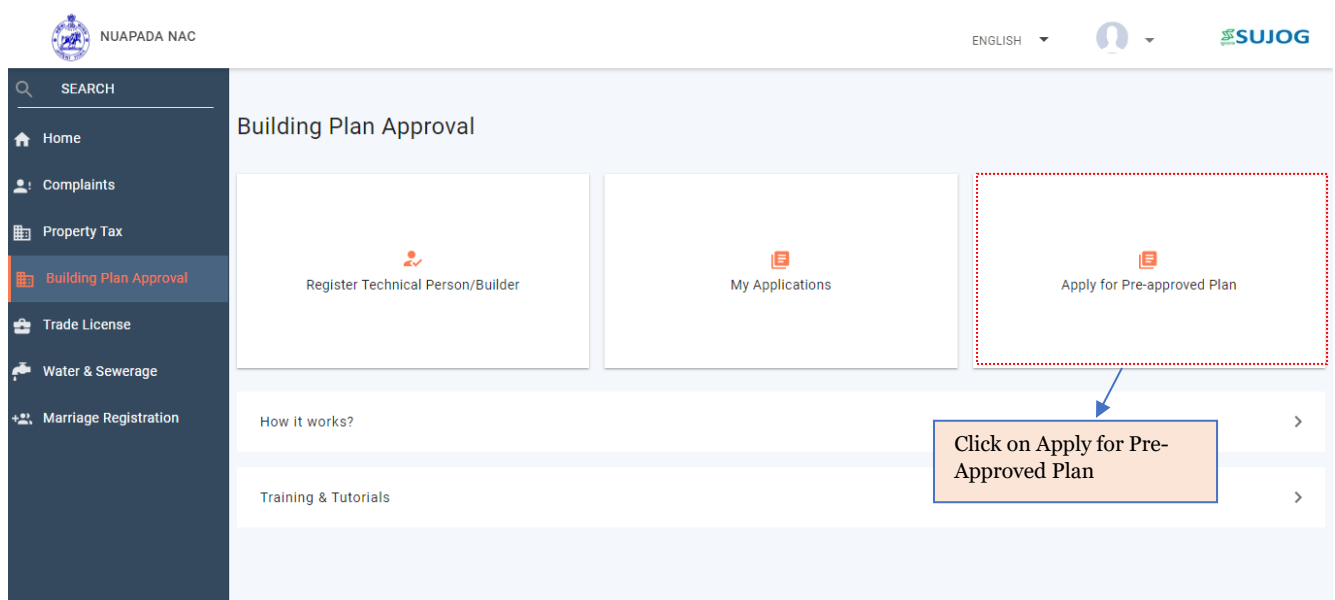 NUAPADA NAC
ENGLISH
SUJOG
SEARCH
Home
Complaints
Property Tax
Building Plan Approval
Trade License
Water & Sewerage
Marriage Registration
Building Plan Approval
Register Technical Person/Builder
My Applications
Apply for Pre-approved Plan
How it works?
Click on Apply for Pre-
Approved Plan
Training & Tutorials